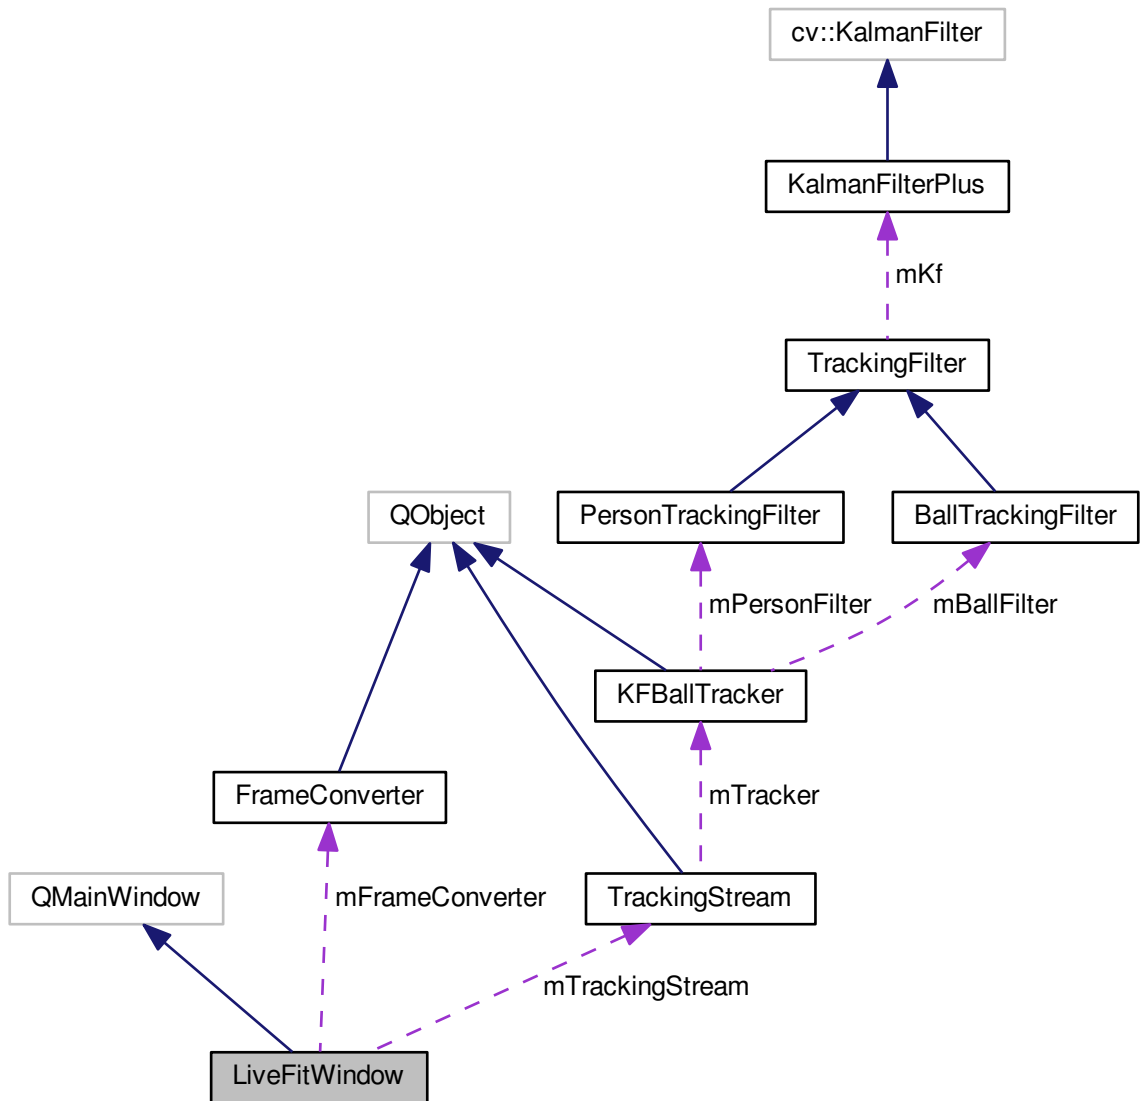 cv::KalmanFilter
KalmanFilterPlus
mKf
TrackingFilter
QObject
PersonTrackingFilter
BallTrackingFilter
mPersonFilter
mBallFilter
KFBallTracker
FrameConverter
mTracker
QMainWindow
mFrameConverter
TrackingStream
mTrackingStream
LiveFitWindow